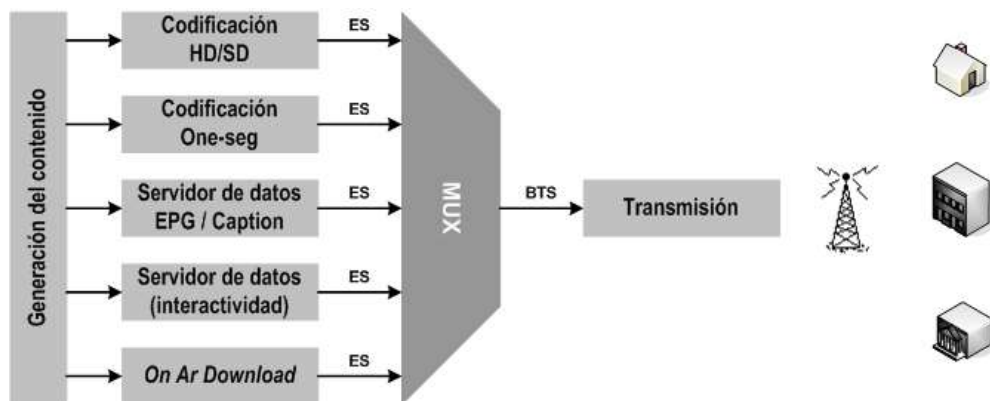 Generación del contenido
Codificación
HD/SD
ES
Codificación
One-seg
ES
Servidor de datos
EPG / Caption
ES
Servidor de datos
(interactividad)
ES
On Ar Download
ES
MUX
BTS
Transmisión